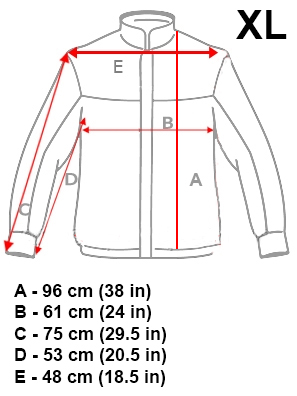 XL
E
B
D
A
C
A - 96 cm (38 in)
B - 61 cm (24 in)
C - 75 cm (29.5 in)
D - 53 cm (20.5 in)
E - 48 cm (18.5 in)